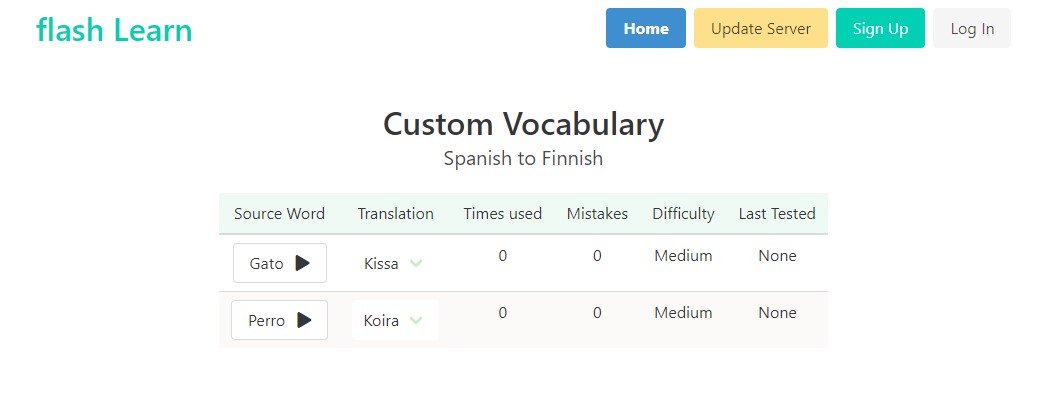 flash Learn Home Update Server Sign Up Log In
Custom Vocabulary
Spanish to Finnish
Source Word Translation Times used Mistakes Difficulty Last Tested
Gato Kissa 0 0 Medium None
Perro Koira 0 0 Medium None